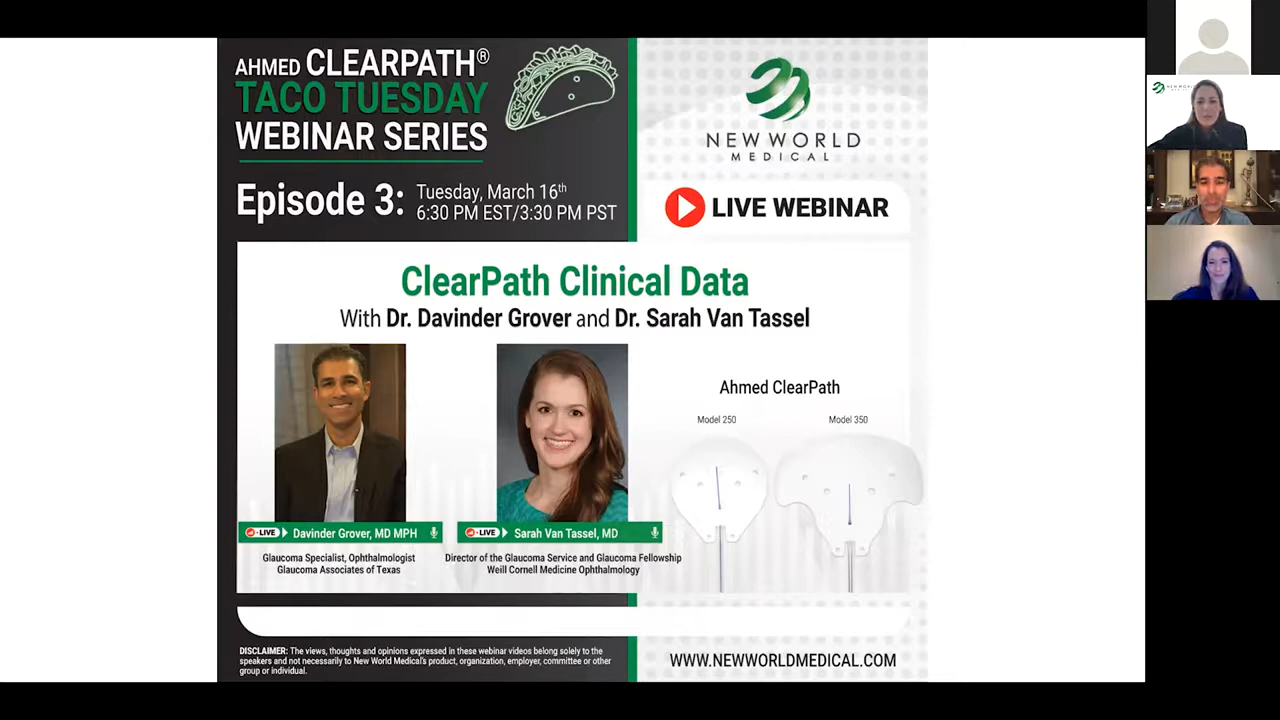 AHMED CLEARPATH®
TACO TUESDAY
WEBINAR SERIES
Episode 3:
Tuesday, March 16th
6:30 PM EST/3:30 PM PST
NEW WORLD
MEDICAL
LIVE WEBINAR
ClearPath Clinical Data
With Dr. Davinder Grover and Dr. Sarah Van Tassel
Ahmed ClearPath
Model 250
Model 350
LIVE Davinder Grover, MD MPH
Glaucoma Specialist, Ophthalmologist
Glaucoma Associates of Texas
LIVE Sarah Van Tassel, MD
Director of the Glaucoma Service and Glaucoma Fellowship
Weill Cornell Medicine Ophthalmology
DISCLAIMER: The views, thoughts and opinions expressed in these webinar videos belong solely to the
speakers and not necessarily to New World Medical's product, organization, employer, committee or other
group or individual.
WWW.NEWWORLDMEDICAL.COM